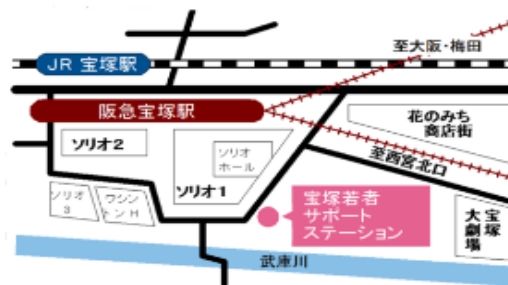 至大阪・梅田
JR 宝塚駅
阪急宝塚駅
花のみち
商店街
ソリオ2
ソリオ
ホール
至西宮北口
ソリオ1
ソリオ
3
ワシン
トンH
宝塚若者
サポート
ステーション
宝塚
大劇場
武庫川